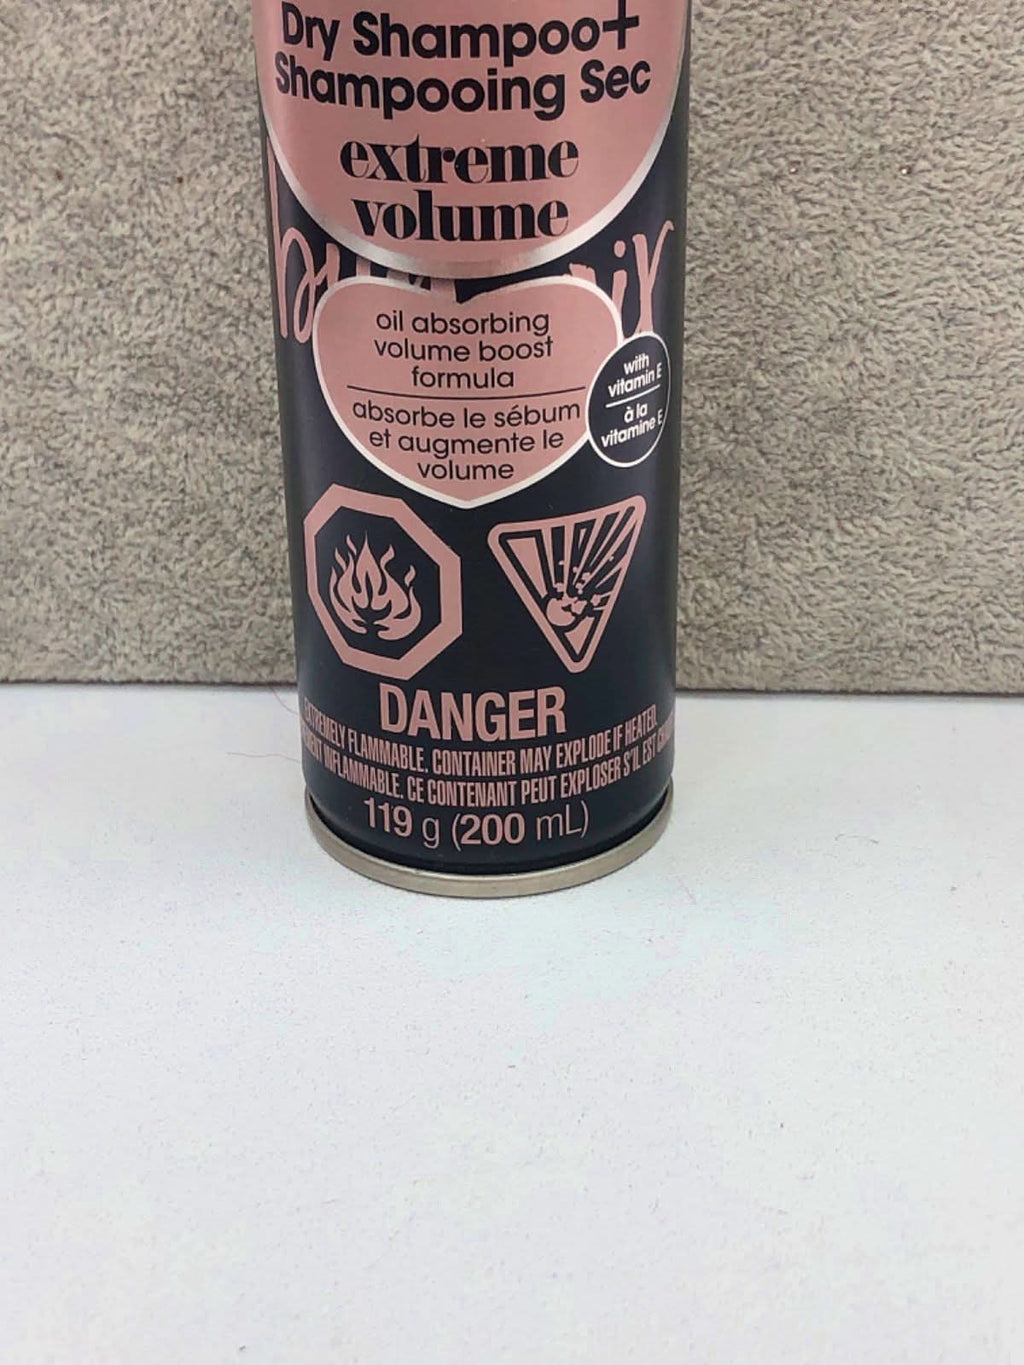 Dry Shampoo+
Shampooing Sec
extreme
volume
oil absorbing
volume boost
formula
absorbe le sébum
et augmente le
volume
with
vitamin E
à la
vitamine E
DANGER
EXTREMELY FLAMMABLE. CONTAINER MAY EXPLODE IF HEATED.
INFLAMMABLE. CE CONTENANT PEUT EXPLOSER S'IL EST
119 g (200 mL)